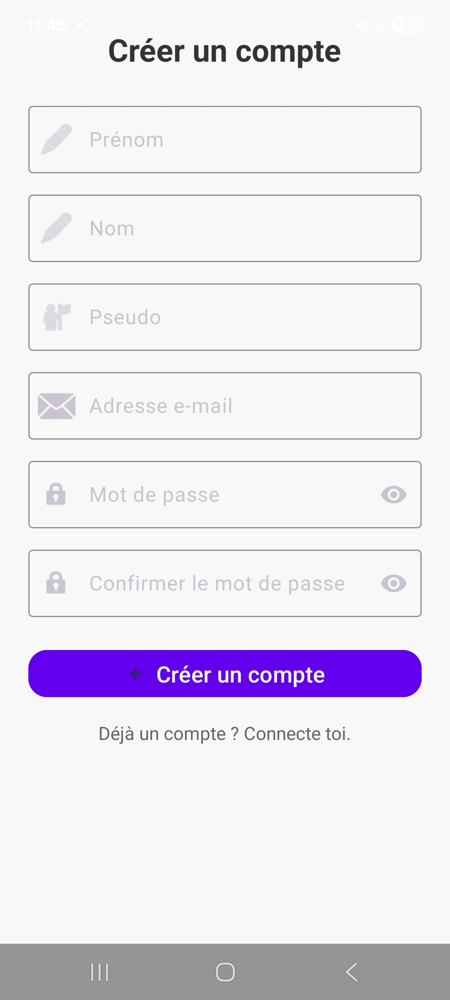 11:46
30
Créer un compte
Prénom
Nom
Pseudo
Adresse e-mail
Mot de passe
Confirmer le mot de passe
+ Créer un compte
Déjà un compte ? Connecte toi.